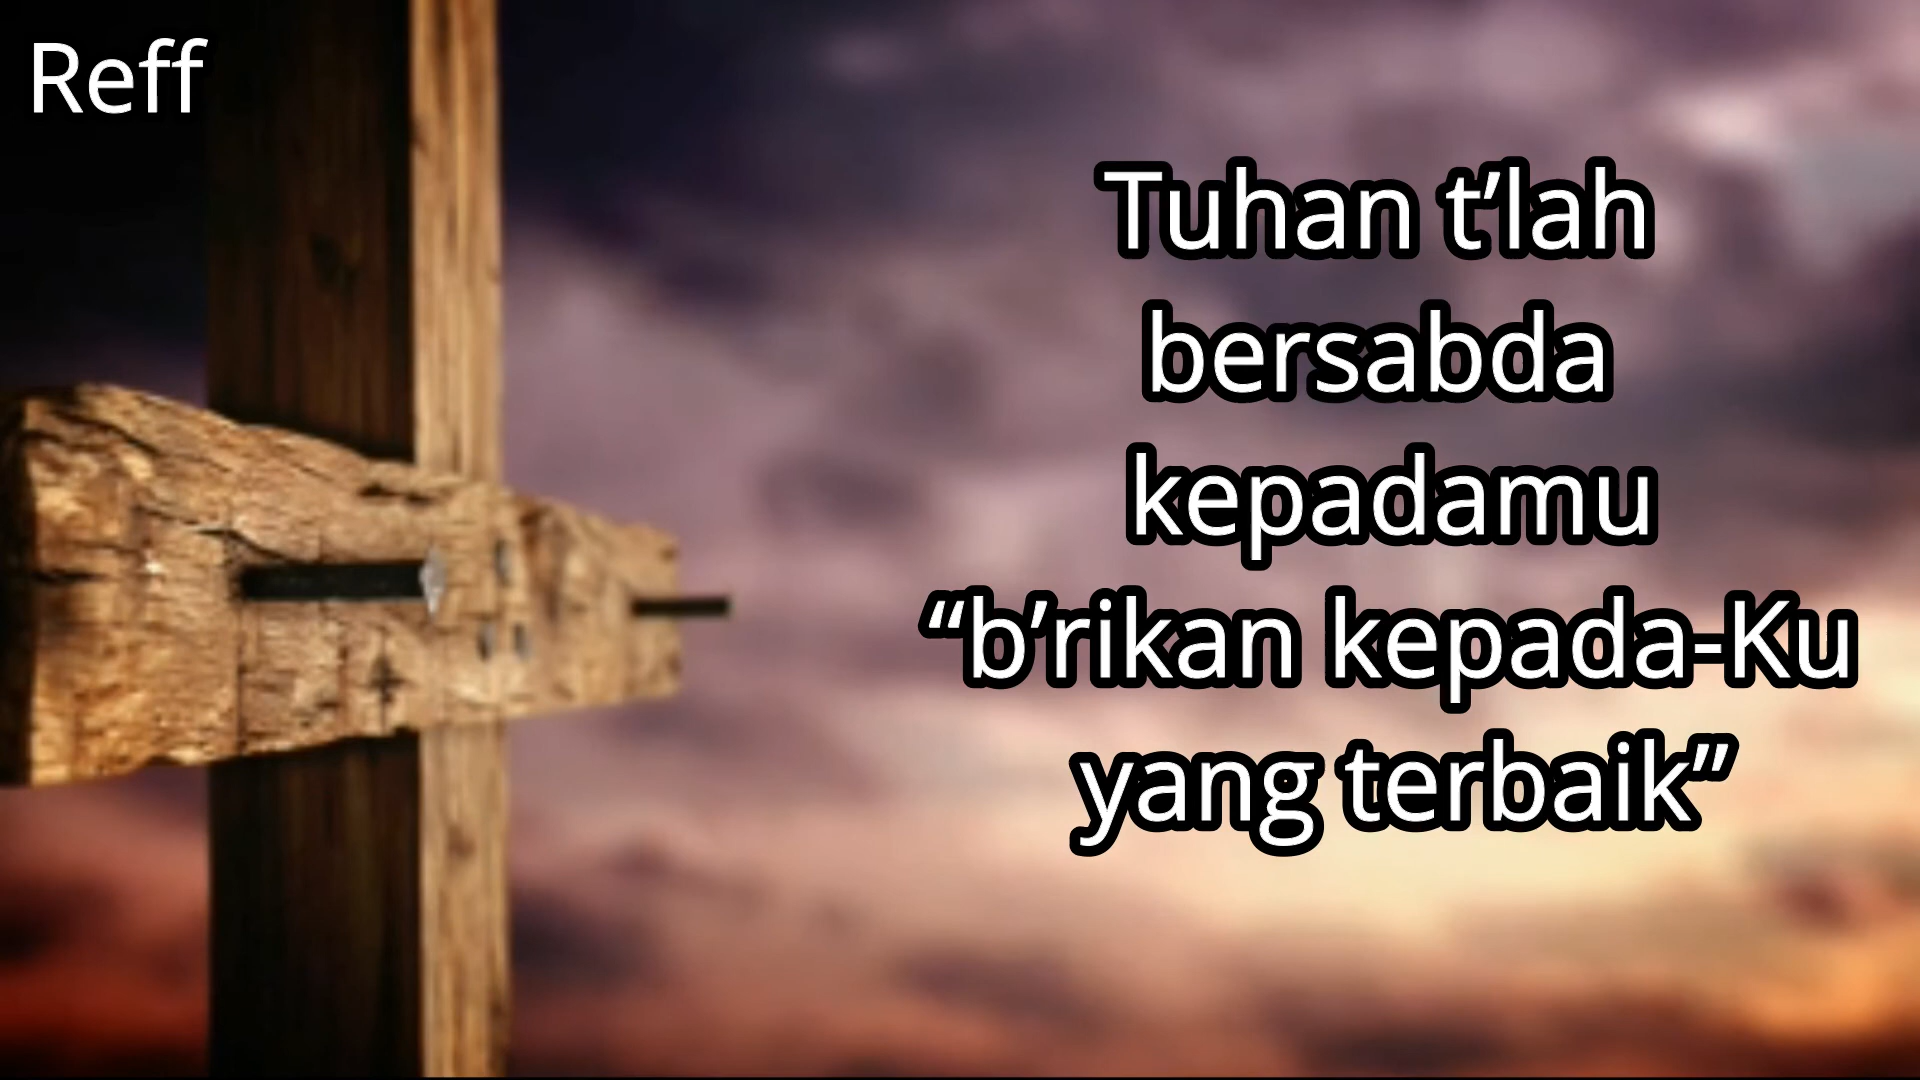 Reff
Tuhan t’lah
bersabda
kepadamu
“b’rikan kepada-Ku
yang terbaik”